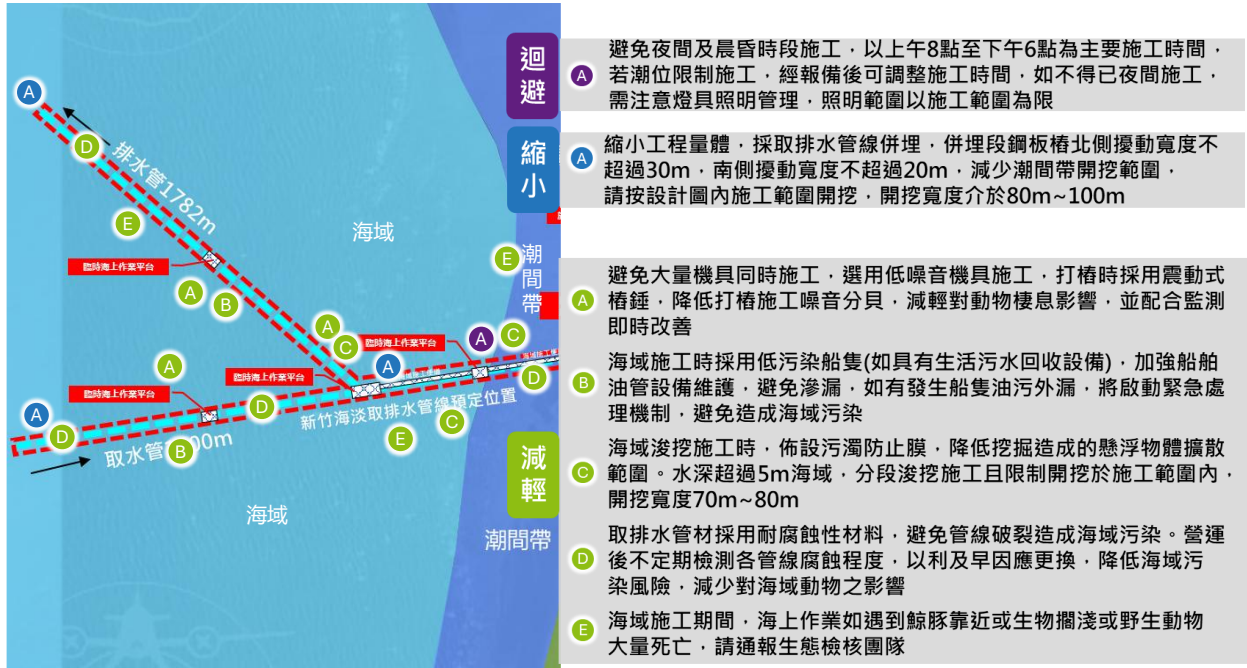 A
D
排水管1782m
E
海域
臨時海上作業平台
A
B
E
潮
間
帶
A
C
臨時海上作業平台
A
C
A
A
臨時海上作業平台
臨時海上作業平台
D
A
D
D
新竹海淡取排水管線預定位置
C
E
取水管
00m
B
海域
潮間帶
迴
避
A
避免夜間及晨昏時段施工，以上午8點至下午6點為主要施工時間，
若潮位限制施工，經報備後可調整施工時間，如不得已夜間施工，
需注意燈具照明管理，照明範圍以施工範圍為限
縮
小
A
縮小工程量體，採取排水管線併埋，併埋段鋼板樁北側擾動寬度不
超過30m，南側擾動寬度不超過20m，減少潮間帶開挖範圍，
請按設計圖內施工範圍開挖，開挖寬度介於80m~100m
減
輕
A
避免大量機具同時施工，選用低噪音機具施工，打樁時採用震動式
樁錘，降低打樁施工噪音分貝，減輕對動物棲息影響，並配合監測
即時改善
B
海域施工時採用低污染船隻(如具有生活污水回收設備)，加強船舶
油管設備維護，避免滲漏，如有發生船隻油污外漏，將啟動緊急處
理機制，避免造成海域污染
C
海域浚挖施工時，佈設污濁防止膜，降低挖掘造成的懸浮物體擴散
範圍。水深超過5m海域，分段浚挖施工且限制開挖於施工範圍內，
開挖寬度70m~80m
D
取排水管材採用耐腐蝕性材料，避免管線破裂造成海域污染。營運
後不定期檢測各管線腐蝕程度，以利及早因應更換，降低海域污
染風險，減少對海域動物之影響
E
海域施工期間，海上作業如遇到鯨豚靠近或生物擱淺或野生動物
大量死亡，請通報生態檢核團隊